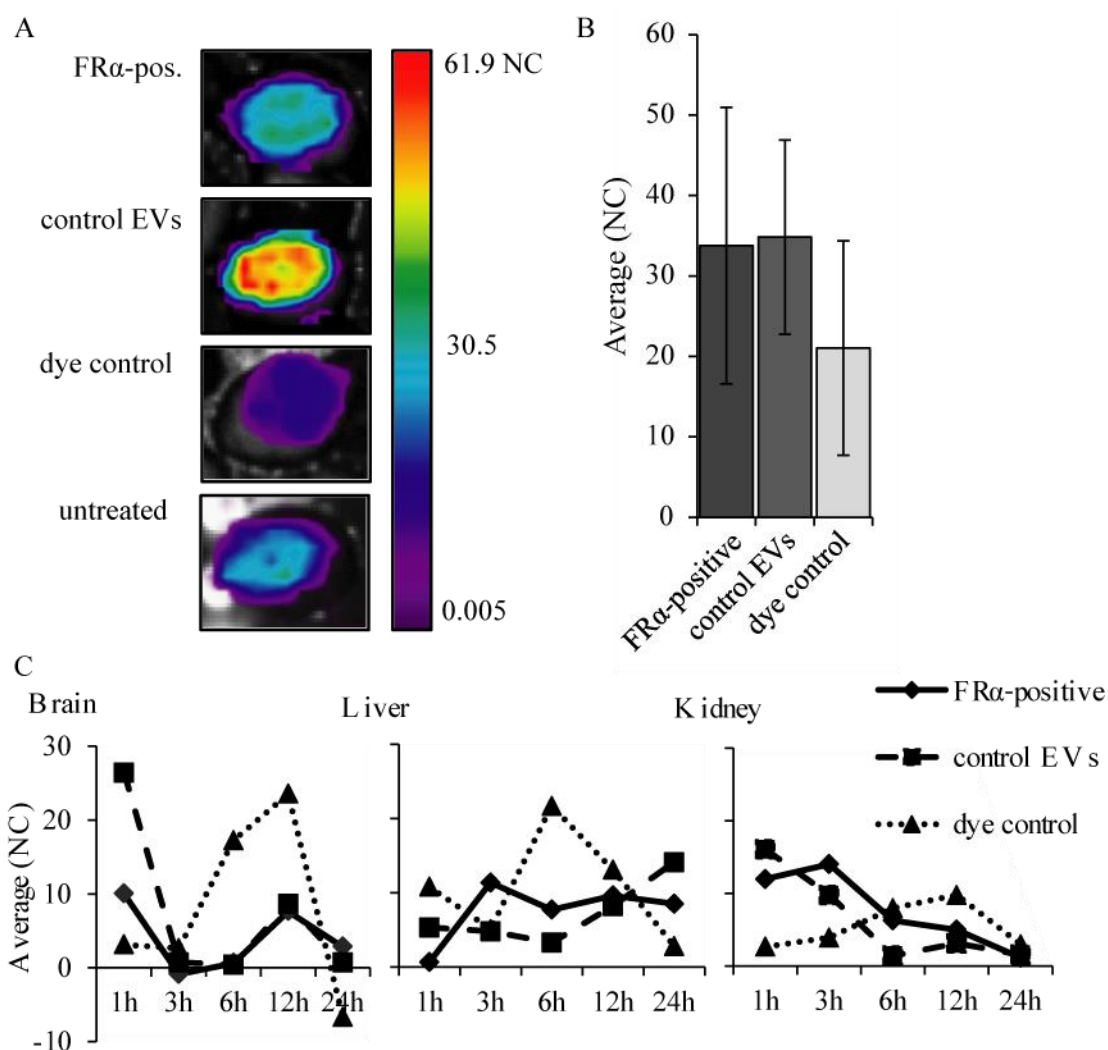 A
FRα-pos.
control EVs
dye control
untreated
61.9 NC
30.5
0.005
B
Average (NC)
60
50
40
30
20
10
0
FRα-positive
control EVs
dye control
C
Brain
Liver
Kidney
FRα-positive
control EVs
dye control
Average (NC)
30
20
10
0
-10
1h 3h 6h 12h 24h
1h 3h 6h 12h 24h
1h 3h 6h 12h 24h